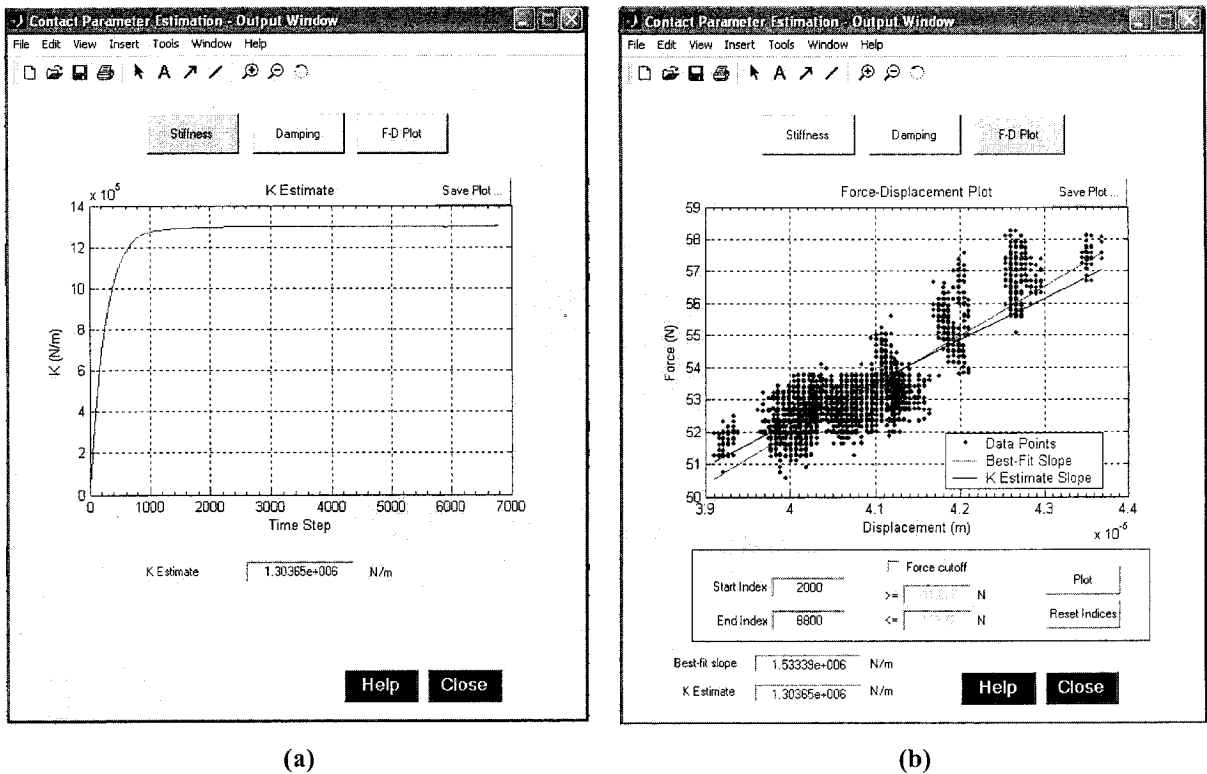 Contact Parameter Estimation - Output Window
File Edit View Insert Tools Window Help
Stiffness Damping F-D Plot
x 10^5
K Estimate
Save Plot ...
14
12
10
8
6
4
2
0
K (N/m)
0 1000 2000 3000 4000 5000 6000 7000
Time Step
K Estimate 1.30365e+006 N/m
Help Close
(a)
Contact Parameter Estimation - Output Window
File Edit View Insert Tools Window Help
Stiffness Damping F-D Plot
Force-Displacement Plot
Save Plot ...
59
58
57
56
55
54
53
52
51
50
Force (N)
Data Points
Best-Fit Slope
K Estimate Slope
3.9 4 4.1 4.2 4.3 4.4
Displacement (m)
x 10^-5
Start Index 2000
End Index 8800
Force cutoff
>= N
<= N
Plot
Reset Indices
Best-fit slope 1.53339e+006 N/m
K Estimate 1.30365e+006 N/m
Help Close
(b)